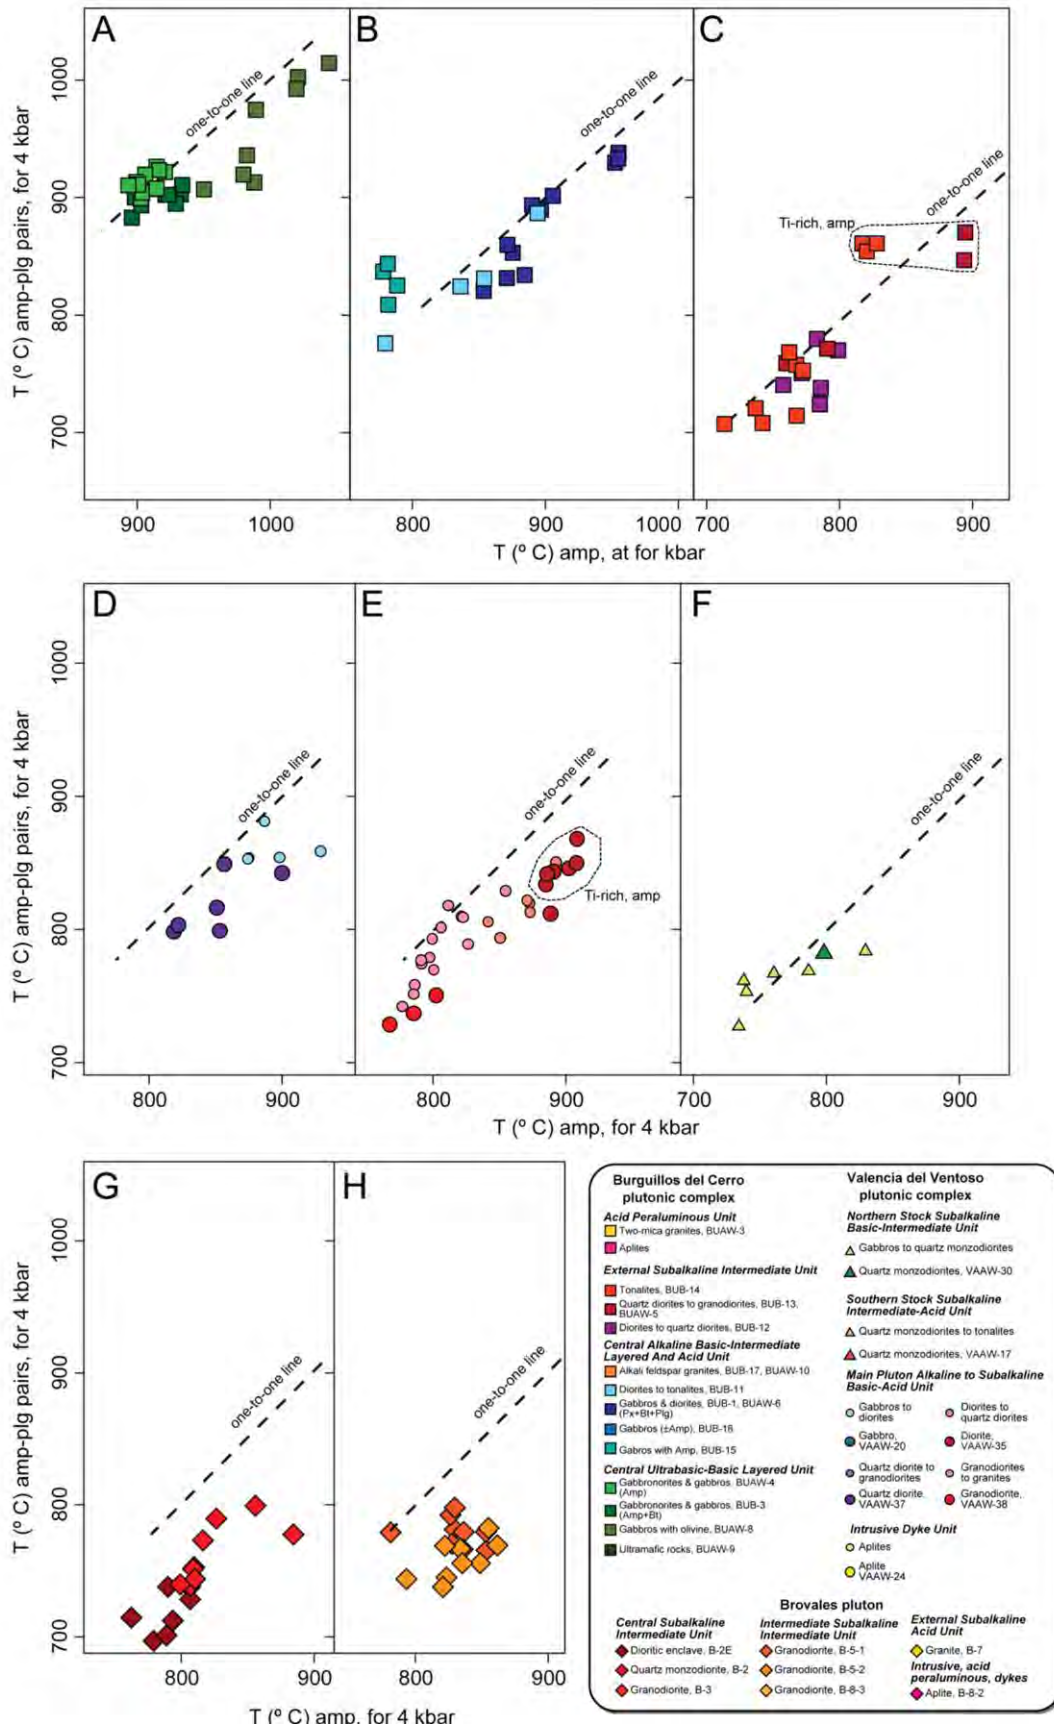 A
B
C
one-to-one line
one-to-one line
one-to-one line
Ti-rich, amp
T (º C) amp-plg pairs, for 4 kbar
1000
900
800
700
900
1000
800
900
1000
700
800
900
T (º C) amp, at for kbar
D
E
F
one-to-one line
one-to-one line
one-to-one line
Ti-rich, amp
T (º C) amp-plg pairs, for 4 kbar
1000
900
800
700
800
900
800
900
700
800
900
T (º C) amp, for 4 kbar
G
H
one-to-one line
one-to-one line
T (º C) amp-plg pairs, for 4 kbar
1000
900
800
700
800
900
800
900
T (º C) amp, for 4 kbar
Burguillos del Cerro
plutonic complex
Acid Peraluminous Unit
Two-mica granites, BUAW-3
Aplites
External Subalkaline Intermediate Unit
Tonalites, BUB-14
Quartz diorites to granodiorites, BUB-13,
BUAW-5
Diorites to quartz diorites, BUB-12
Central Alkaline Basic-Intermediate
Layered And Acid Unit
Alkali feldspar granites, BUB-17, BUAW-10
Diorites to tonalites, BUB-11
Gabbros & diorites, BUB-1, BUAW-6
(Px+Bt+Plg)
Gabbros (±Amp), BUB-16
Gabros with Amp, BUB-15
Central Ultrabasic-Basic Layered Unit
Gabbronorites & gabbros, BUAW-4
(Amp)
Gabbronorites & gabbros, BUB-3
(Amp+Bt)
Gabbros with olivine, BUAW-8
Ultramafic rocks, BUAW-9
Valencia del Ventoso
plutonic complex
Northern Stock Subalkaline
Basic-Intermediate Unit
Gabbros to quartz monzodiorites
Quartz monzodiorites, VAAW-30
Southern Stock Subalkaline
Intermediate-Acid Unit
Quartz monzodiorites to tonalites
Quartz monzodiorites, VAAW-17
Main Pluton Alkaline to Subalkaline
Basic-Acid Unit
Gabbros to
diorites
Diorites to
quartz diorites
Gabbro,
VAAW-20
Diorite,
VAAW-35
Quartz diorite to
granodiorites
Granodiorites
to granites
Quartz diorite,
VAAW-37
Granodiorite,
VAAW-38
Intrusive Dyke Unit
Aplites
Aplite
VAAW-24
Brovales pluton
Central Subalkaline
Intermediate Unit
Dioritic enclave, B-2E
Quartz monzodiorite, B-2
Granodiorite, B-3
Intermediate Subalkaline
Intermediate Unit
Granodiorite, B-5-1
Granodiorite, B-5-2
Granodiorite, B-8-3
External Subalkaline
Acid Unit
Granite, B-7
Intrusive, acid
peraluminous, dykes
Aplite, B-8-2